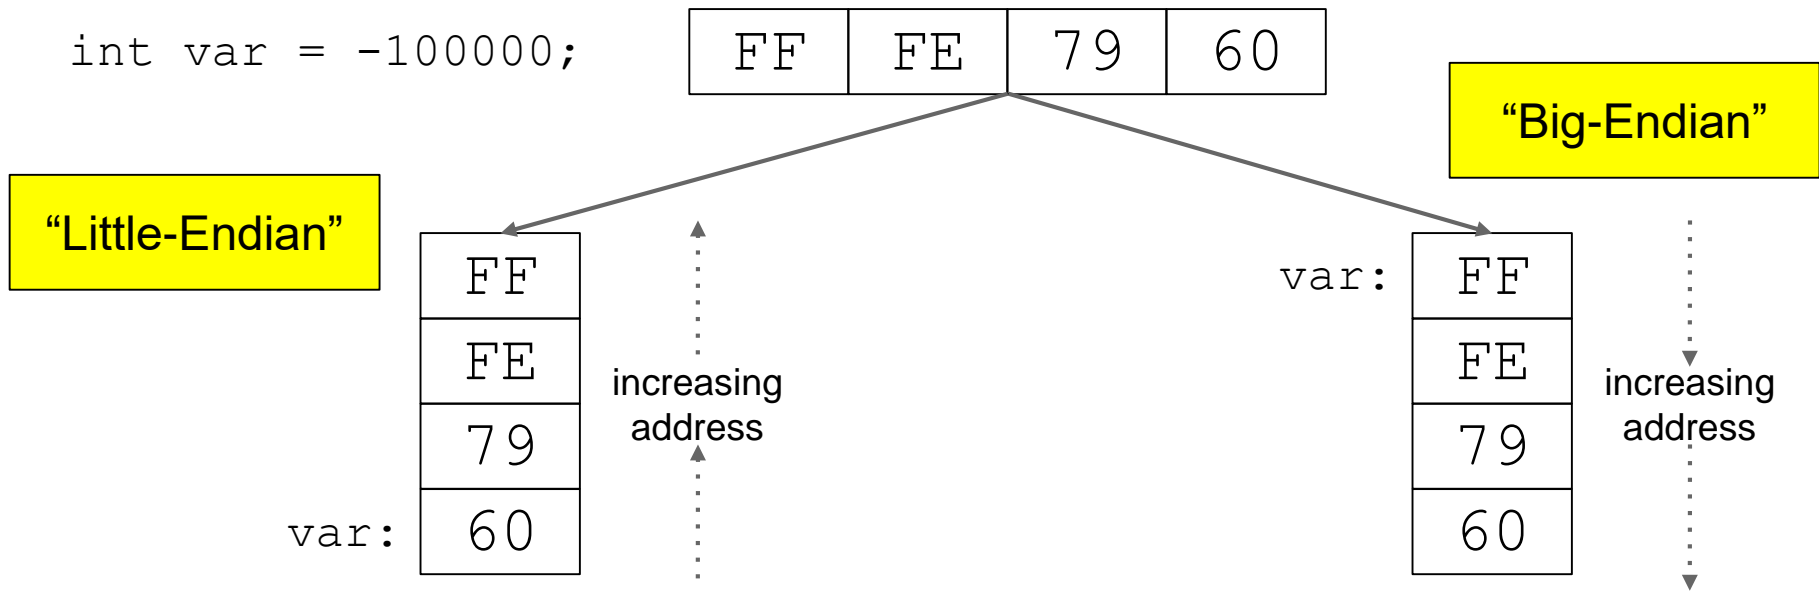 int var = -100000;
FF FE 79 60
“Big-Endian”
“Little-Endian”
FF
FE
79
var: 60
increasing
address
var: FF
FE
79
60
increasing
address